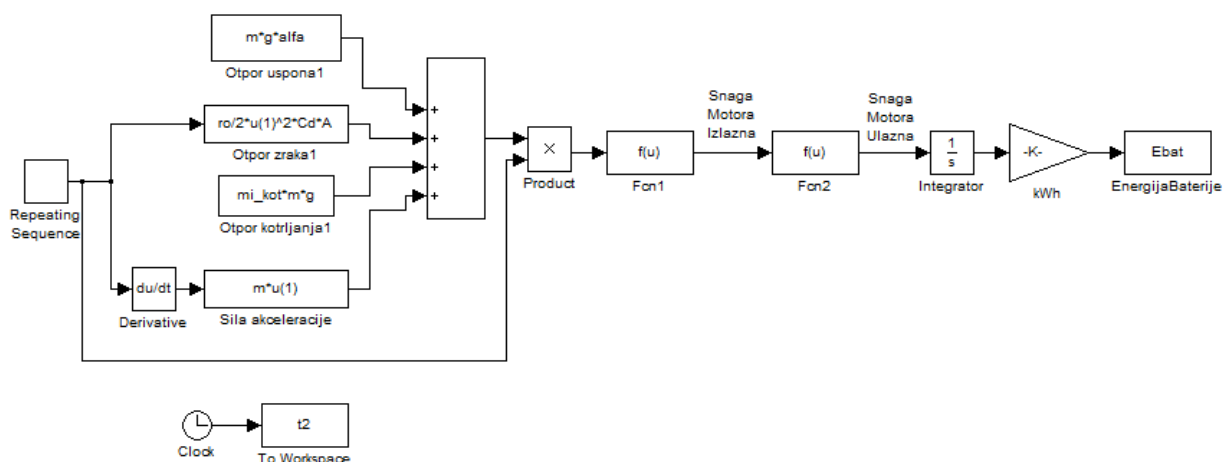 m*g*alfa
Otpor uspona1
ro/2*u(1)^2*Cd*A
Otpor zraka1
mi_kot*m*g
Otpor kotrljanja1
Repeating
Sequence
du/dt
Derivative
m*u(1)
Sila akceleracije
+
+
+
+
×
Product
f(u)
Fcn1
Snaga
Motora
Izlazna
f(u)
Fcn2
Snaga
Motora
Ulazna
1
s
Integrator
-K-
kWh
Ebat
EnergijaBaterije
Clock
t2
To Workspace